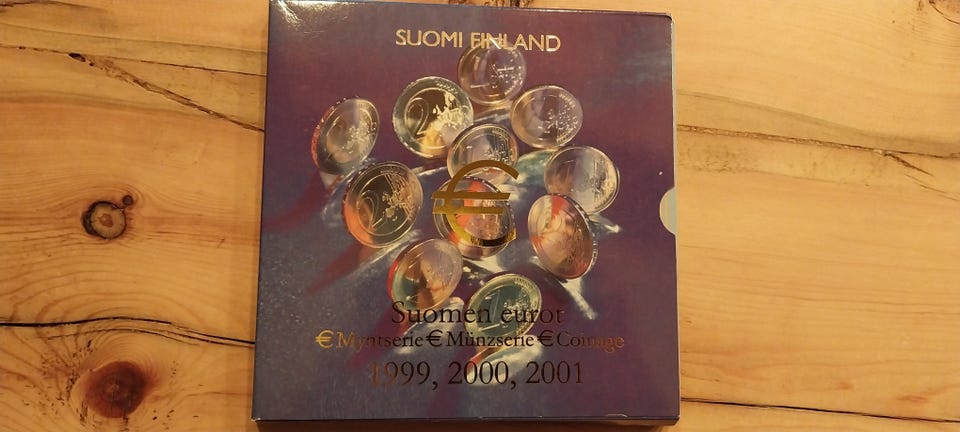 SUOMI FINLAND
€
Suomen eurot
€ Myntserie € Münzserie € Coinage
1999, 2000, 2001